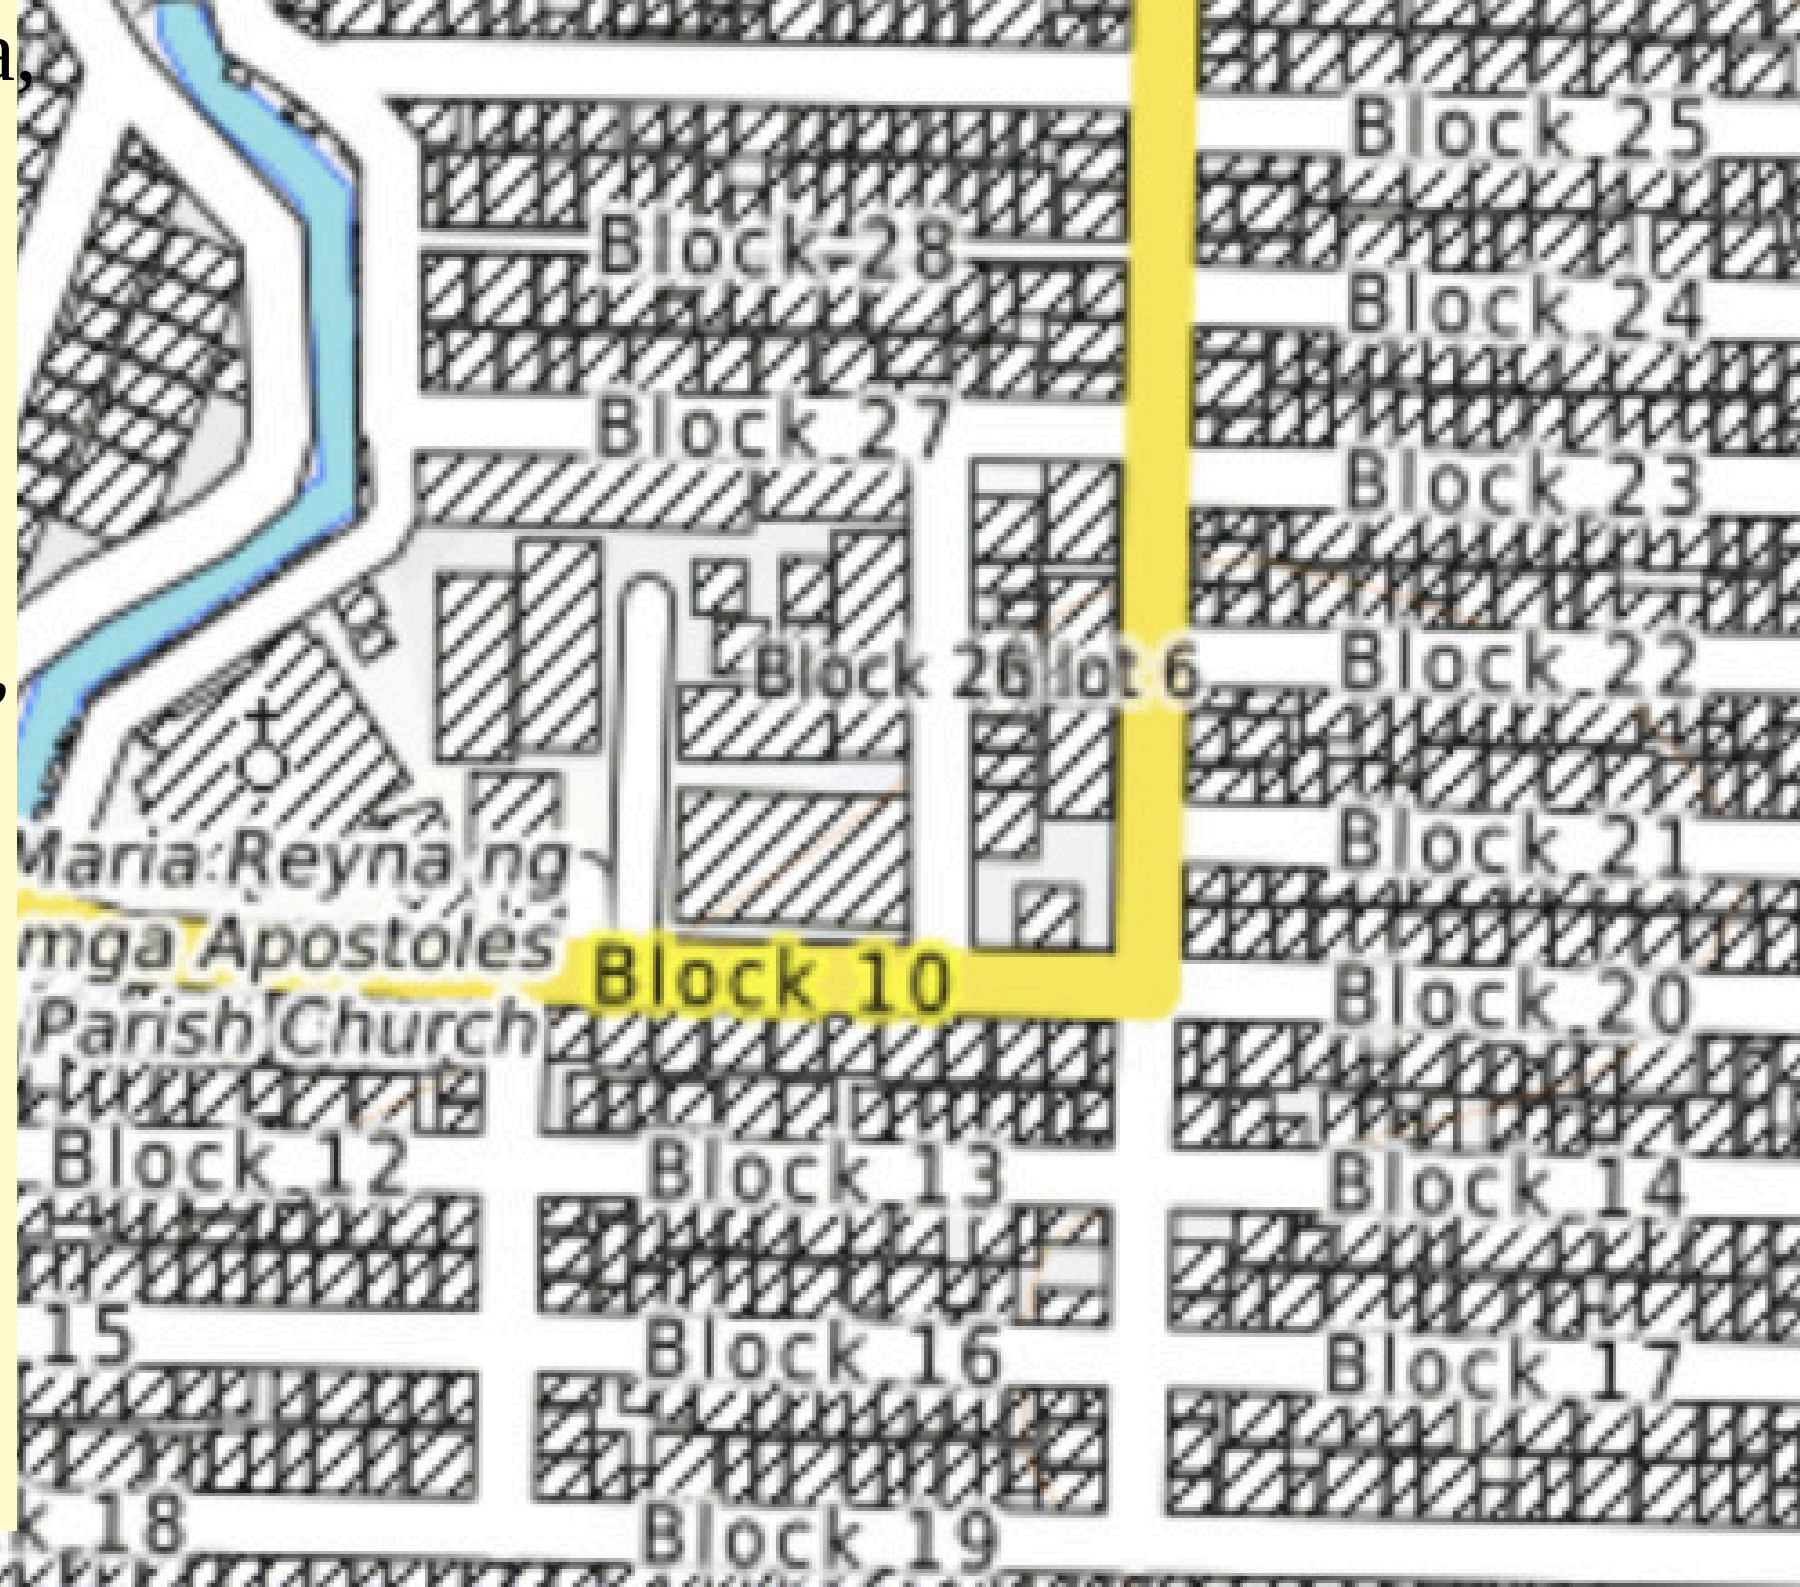 a,
Block 25
Block 28
Block 24
Block 27
Block 23
Block 22
Block 26 lot 6
,
Block 21
Maria Reyna ng
mga Apostoles
Parish Church
Block 10
Block 20
Block 12
Block 13
Block 14
15
Block 16
Block 17
k 18
Block 19